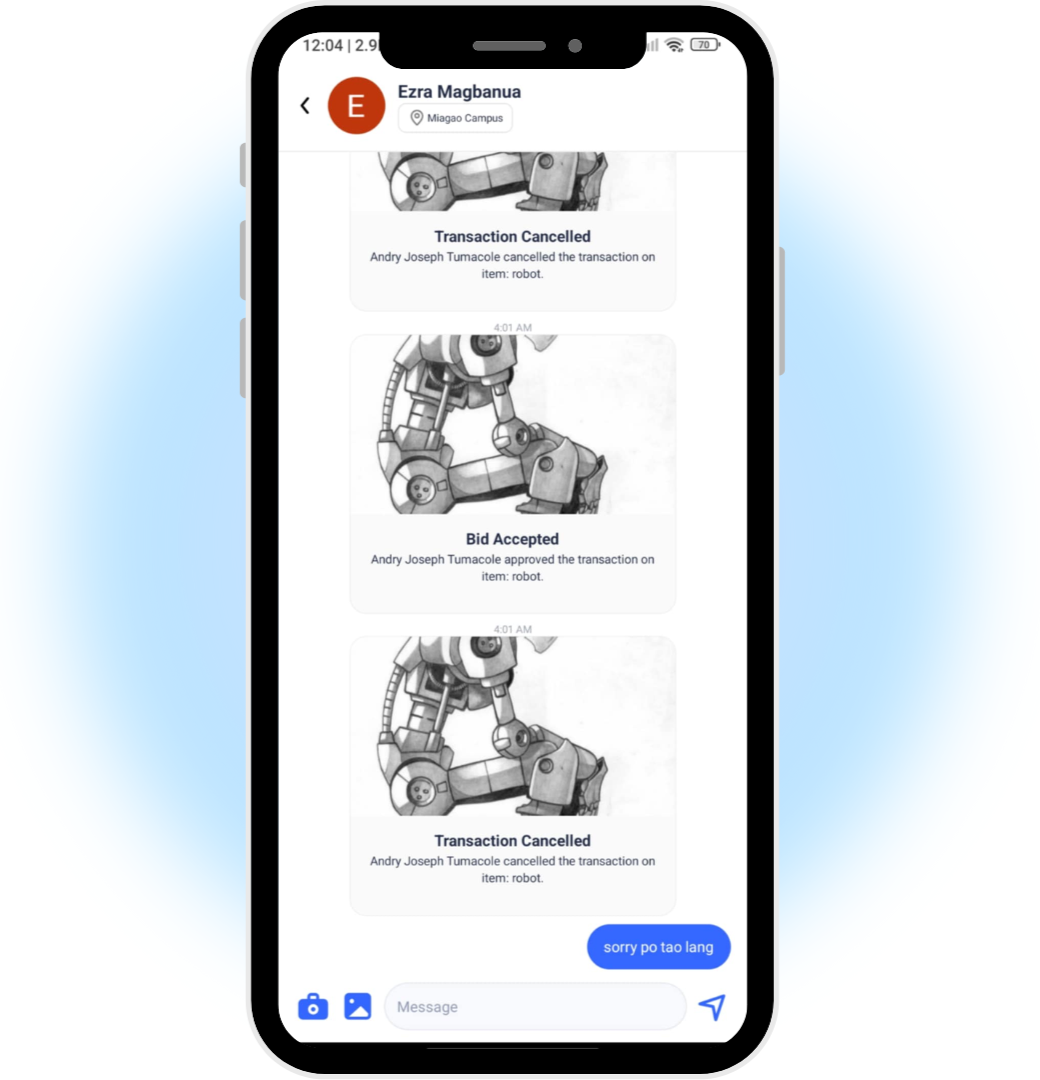 12:04 | 2.9
70
E
Ezra Magbanua
Miagao Campus
Transaction Cancelled
Andry Joseph Tumacole cancelled the transaction on
item: robot.
4:01 AM
Bid Accepted
Andry Joseph Tumacole approved the transaction on
item: robot.
4:01 AM
Transaction Cancelled
Andry Joseph Tumacole cancelled the transaction on
item: robot.
sorry po tao lang
Message